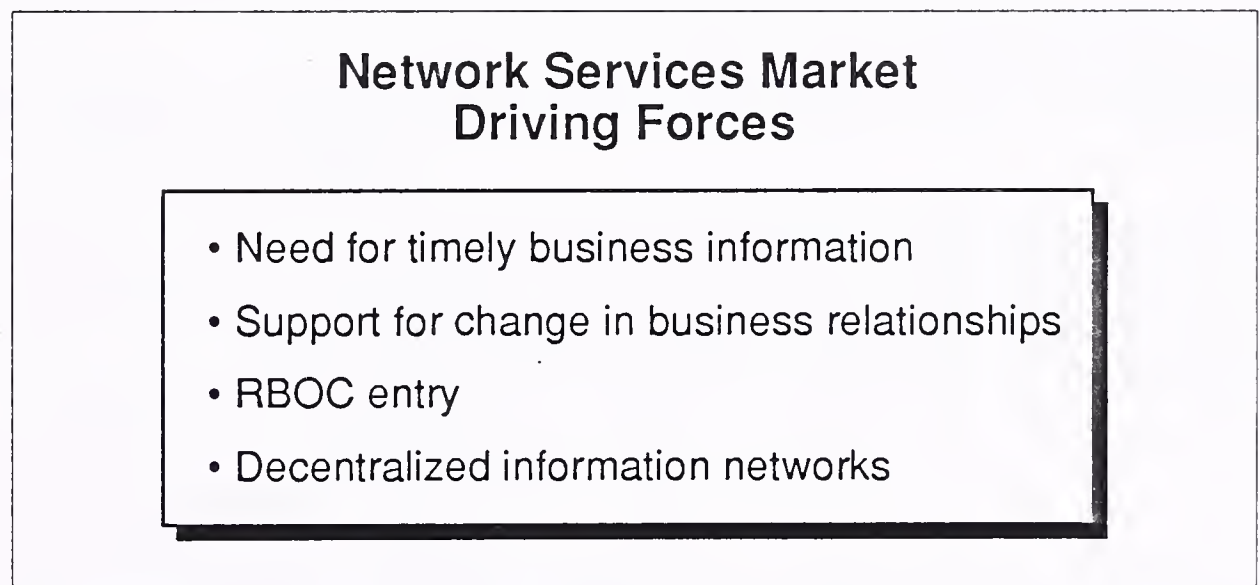 Network Services Market
Driving Forces
• Need for timely business information
• Support for change in business relationships
• RBOC entry
• Decentralized information networks